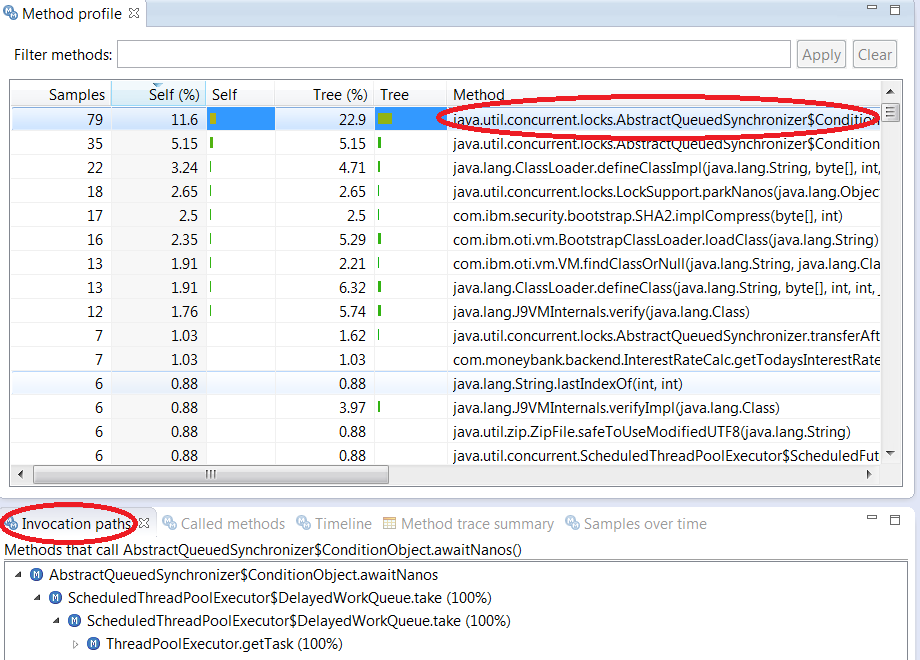 Method profile
Filter methods: Apply Clear
Samples Self (%) Self Tree (%) Tree Method
79 11.6 22.9 java.util.concurrent.locks.AbstractQueuedSynchronizer$Condition
35 5.15 5.15 java.util.concurrent.locks.AbstractQueuedSynchronizer$Condition
22 3.24 4.71 java.lang.ClassLoader.defineClassImpl(java.lang.String, byte[], int,
18 2.65 2.65 java.util.concurrent.locks.LockSupport.parkNanos(java.lang.Objec
17 2.5 2.5 com.ibm.security.bootstrap.SHA2.implCompress(byte[], int)
16 2.35 5.29 com.ibm.oti.vm.BootstrapClassLoader.loadClass(java.lang.String)
13 1.91 2.21 com.ibm.oti.vm.VM.findClassOrNull(java.lang.String, java.lang.Cla
13 1.91 6.32 java.lang.ClassLoader.defineClass(java.lang.String, byte[], int, int, j
12 1.76 5.74 java.lang.J9VMInternals.verify(java.lang.Class)
7 1.03 1.62 java.util.concurrent.locks.AbstractQueuedSynchronizer.transferAft
7 1.03 1.03 com.moneybank.backend.InterestRateCalc.getTodaysInterestRate
6 0.88 0.88 java.lang.String.lastIndexOf(int, int)
6 0.88 3.97 java.lang.J9VMInternals.verifyImpl(java.lang.Class)
6 0.88 0.88 java.util.zip.ZipFile.safeToUseModifiedUTF8(java.lang.String)
6 0.88 0.88 java.util.concurrent.ScheduledThreadPoolExecutor$ScheduledFut
Invocation paths Called methods Timeline Method trace summary Samples over time
Methods that call AbstractQueuedSynchronizer$ConditionObject.awaitNanos()
AbstractQueuedSynchronizer$ConditionObject.awaitNanos
ScheduledThreadPoolExecutor$DelayedWorkQueue.take (100%)
ScheduledThreadPoolExecutor$DelayedWorkQueue.take (100%)
ThreadPoolExecutor.getTask (100%)